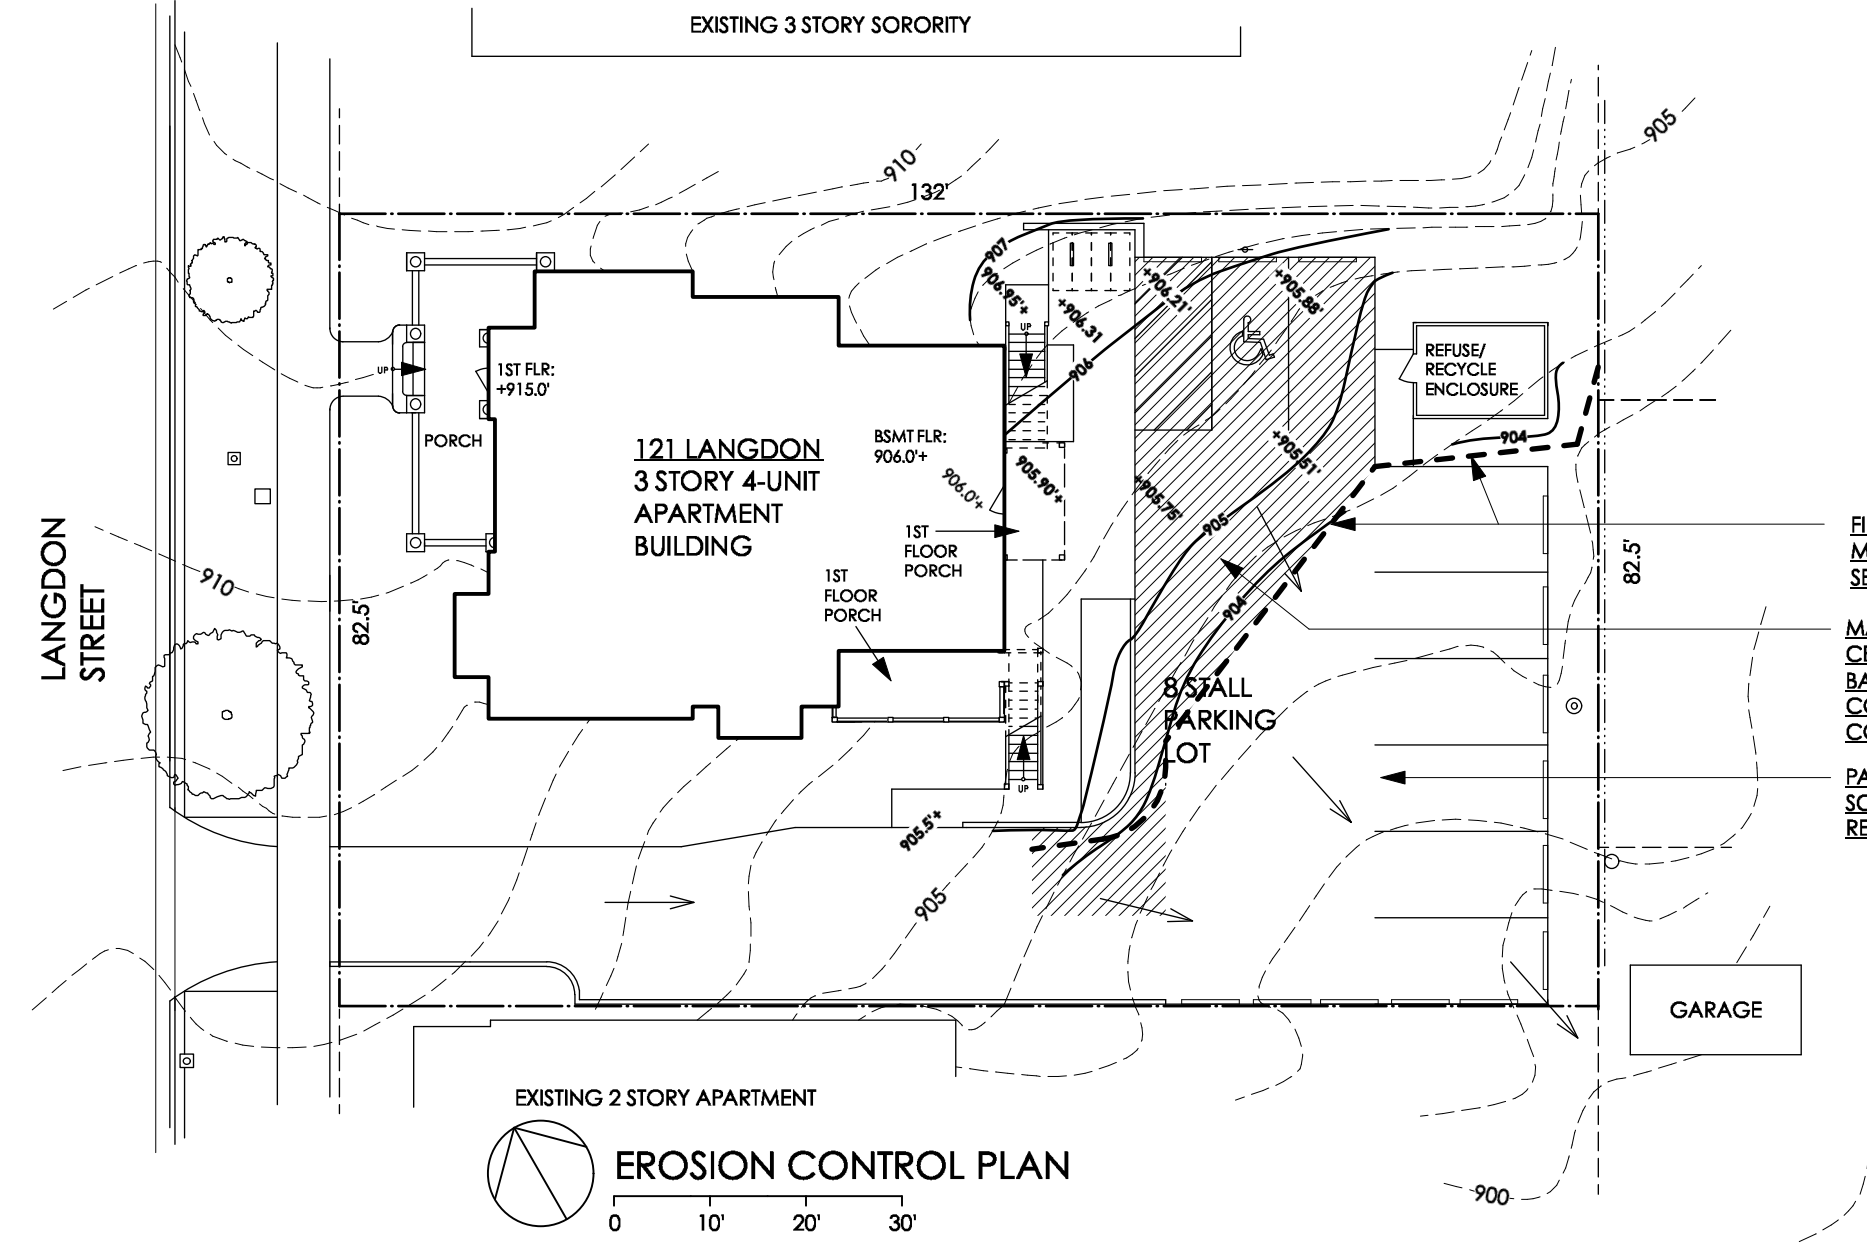 EXISTING 3 STORY SORORITY
905
910
132'
907
906.95'+
+906.31
+906.21'
+905.88'
UP
906
UP
1ST FLR:
+915.0'
REFUSE/
RECYCLE
ENCLOSURE
PORCH
121 LANGDON
3 STORY 4-UNIT
APARTMENT
BUILDING
BSMT FLR:
906.0'+
906.0'+
905.90'+
+905.75'
+905.51'
904
905
1ST
FLOOR
PORCH
1ST
FLOOR
PORCH
LANGDON
STREET
910
82.5'
82.5'
904
8 STALL
PARKING
LOT
UP
905.5'+
905
GARAGE
EXISTING 2 STORY APARTMENT
EROSION CONTROL PLAN
0 10' 20' 30'
900